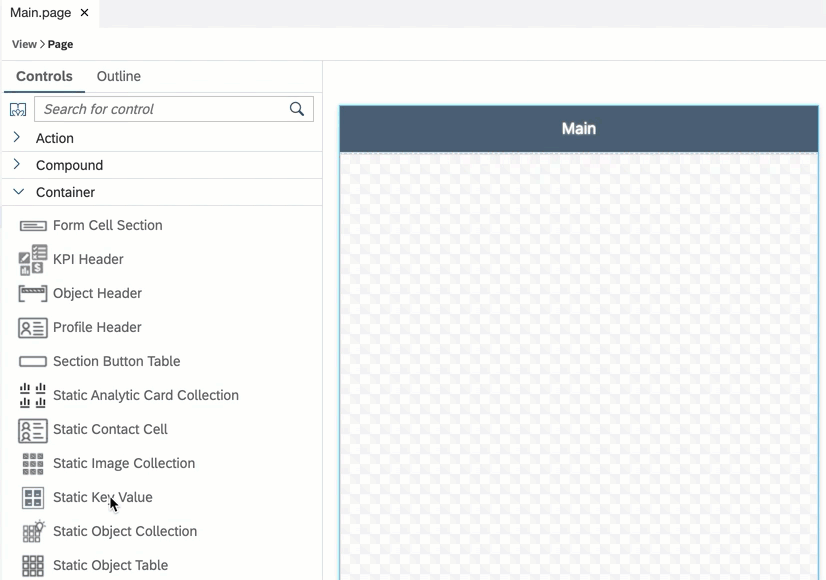 Main.page ×
View > Page
Controls Outline
Search for control
Action
Compound
Container
Form Cell Section
KPI Header
Object Header
Profile Header
Section Button Table
Static Analytic Card Collection
Static Contact Cell
Static Image Collection
Static Key Value
Static Object Collection
Static Object Table
Main